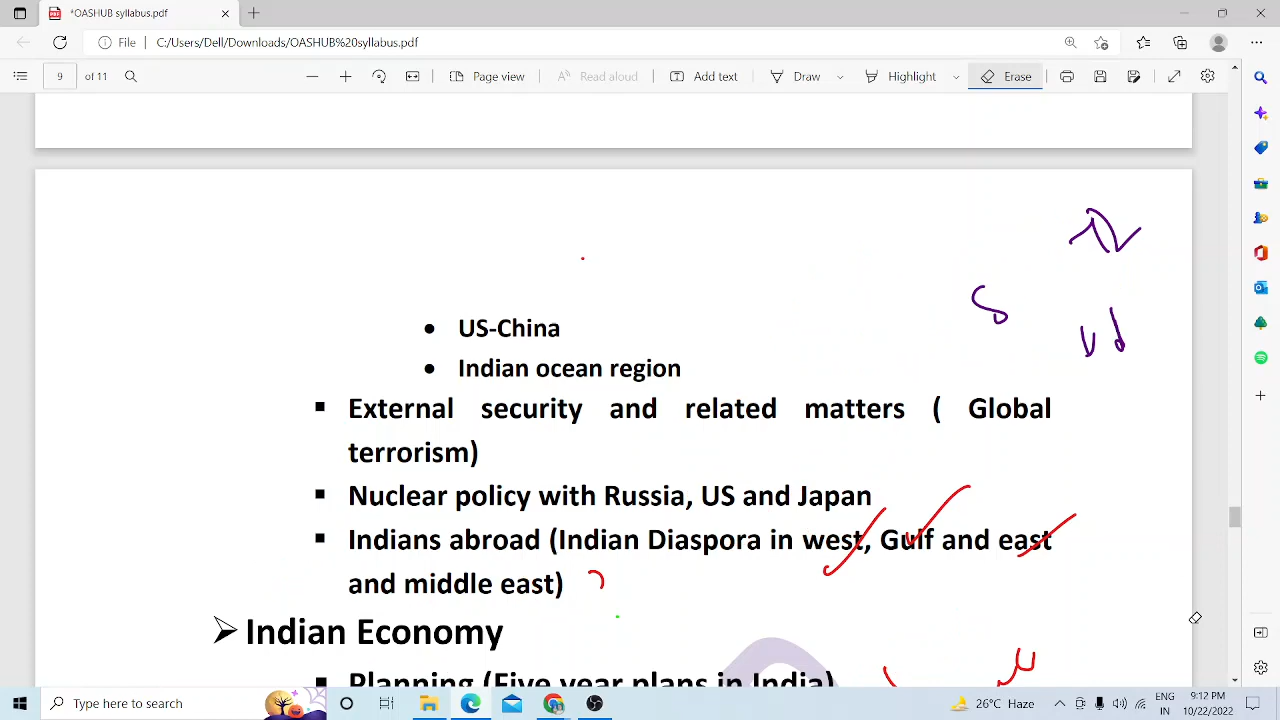 *OASHUB syllabus.pdf
File C:/Users/Dell/Downloads/OASHUB%20syllabus.pdf
9 of 11 Page view Read aloud Add text Draw Highlight Erase
• US-China
• Indian ocean region
▪ External security and related matters ( Global
terrorism)
▪ Nuclear policy with Russia, US and Japan
▪ Indians abroad (Indian Diaspora in west, Gulf and east
and middle east)
➢ Indian Economy
▪ Planning (Five year plans in India)
Type here to search
26°C Haze
ENG
IN
9:12 PM
10/22/2022